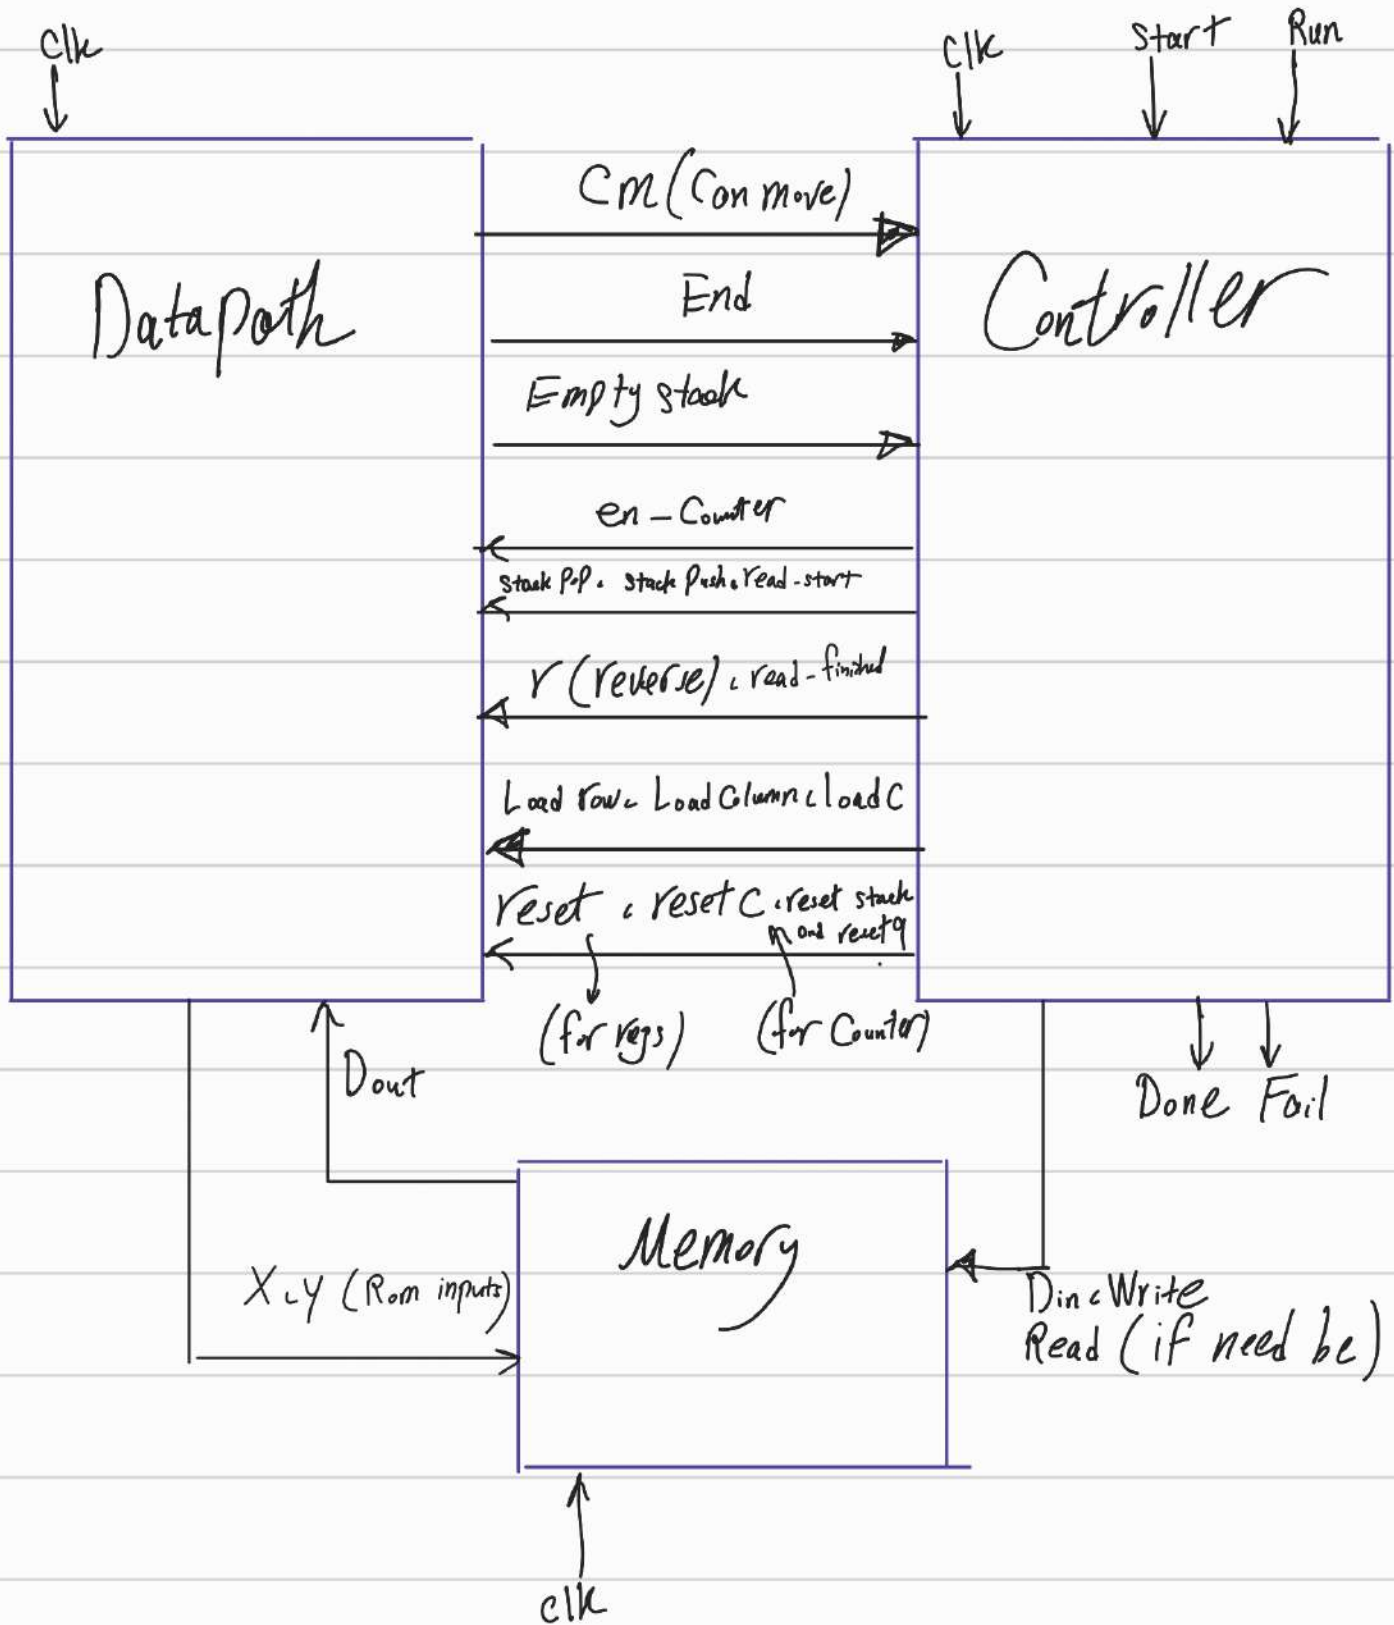 Clk
Clk
Start
Run
Cm (Can move)
Datapath
End
Controller
Empty stack
en-Counter
stack pop, stack push, read-start
r (reverse), read-finished
Load row, Load Column, load C
reset, reset C, reset stack
and reset q
(for regs)
(for Counter)
Dout
Done
Fail
Memory
X, y (Rom inputs)
Din, Write
Read (if need be)
clk